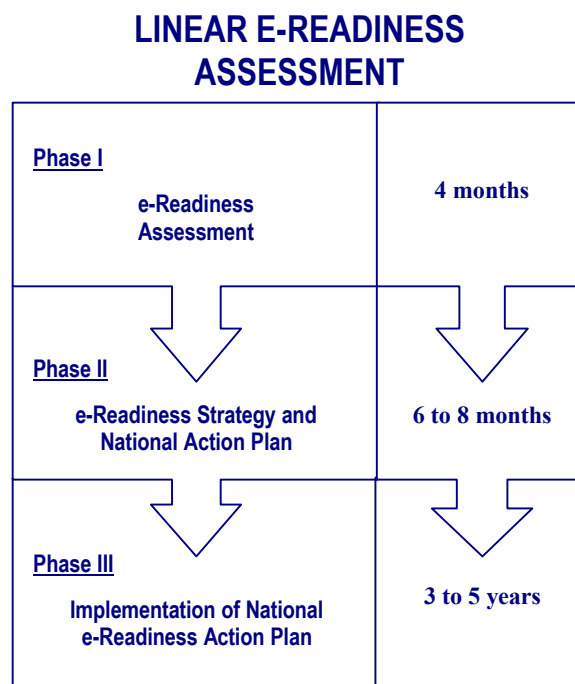 LINEAR E-READINESS
ASSESSMENT
Phase I
e-Readiness
Assessment
4 months
Phase II
e-Readiness Strategy and
National Action Plan
6 to 8 months
Phase III
Implementation of National
e-Readiness Action Plan
3 to 5 years